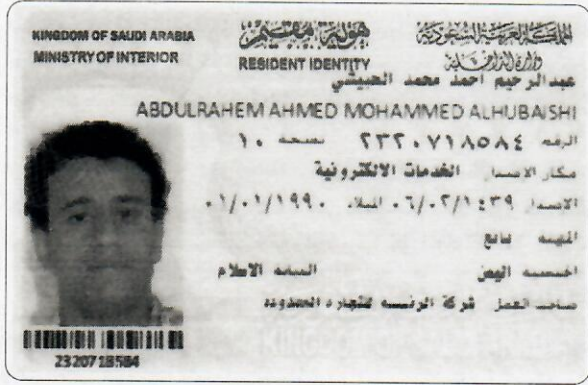 KINGDOM OF SAUDI ARABIA
MINISTRY OF INTERIOR
هوية مقيم
RESIDENT IDENTITY
المملكة العربية السعودية
وزارة الداخلية
عبدالرحيم احمد محمد الحبيشي
ABDULRAHEM AHMED MOHAMMED ALHUBAISHI
الرقم ٢٣٢٠٧١٨٥٨٤ نسخة ١٠
مكان الاصدار الخدمات الالكترونية
الاصدار ٠٦/٠٢/١٤٣٩ الميلاد ٠١/٠١/١٩٩٠
المهنة بائع
الجنسية اليمن الديانة الاسلام
صاحب العمل شركة للتجارة المحدودة
2320718584